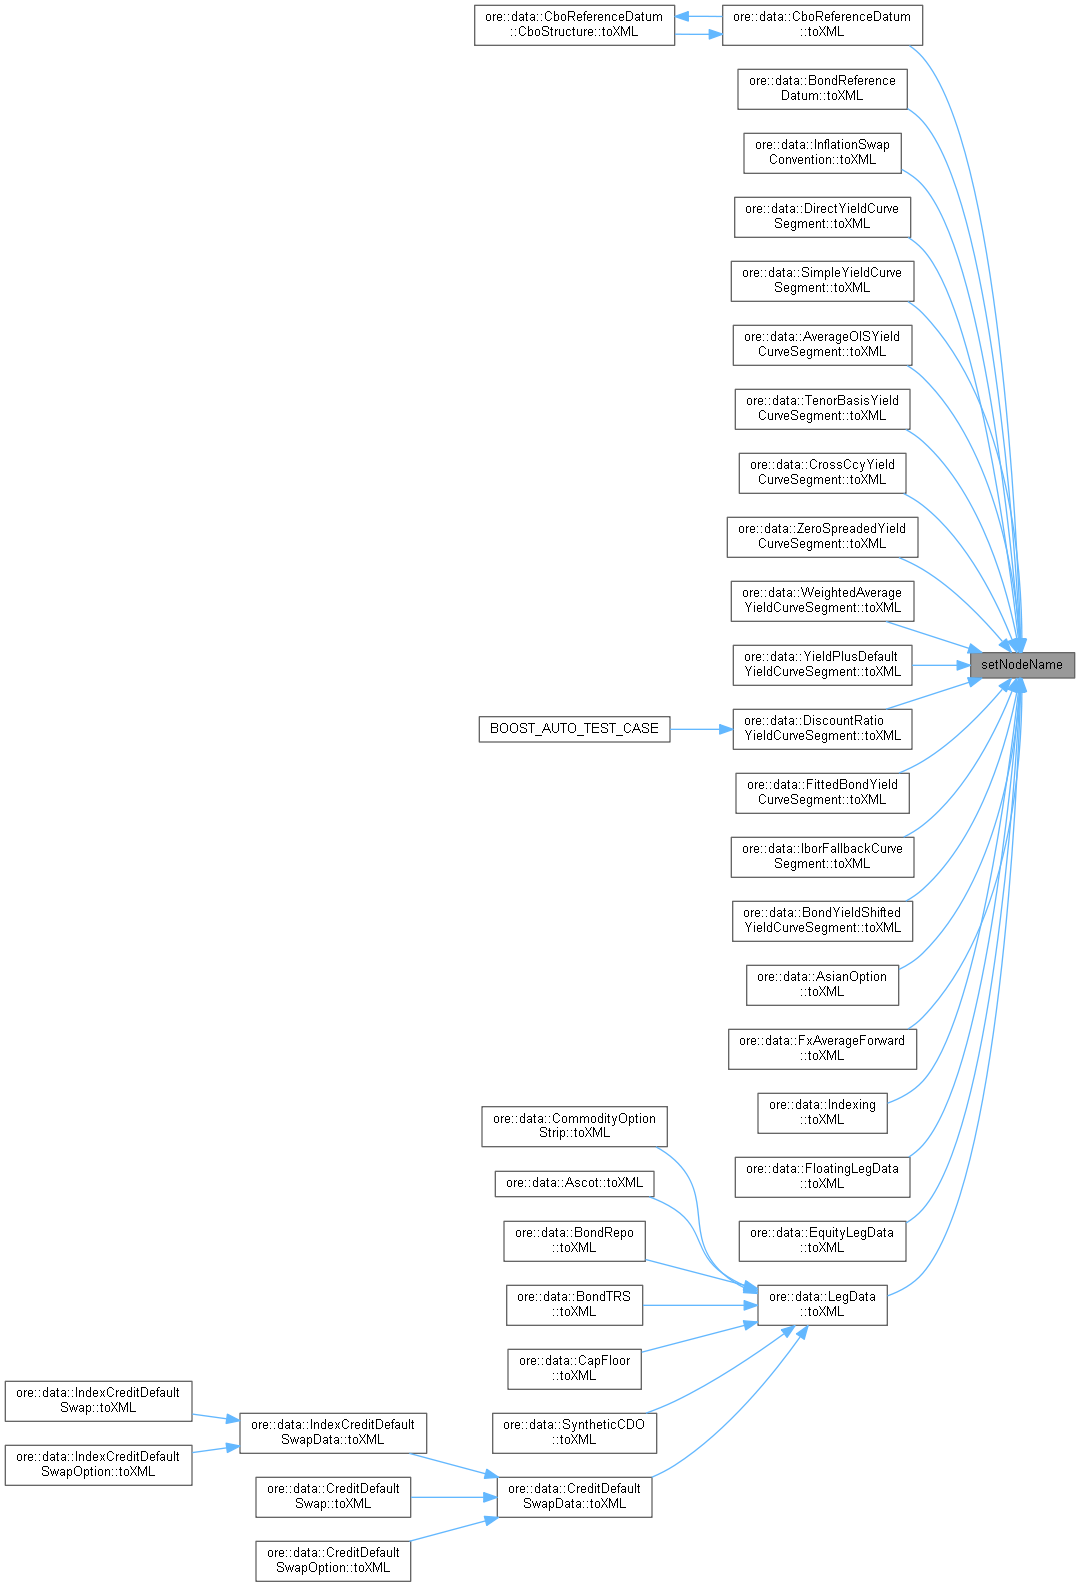 ore::data::CboReferenceDatum
::CboStructure::toXML
ore::data::CboReferenceDatum
::toXML
ore::data::BondReference
Datum::toXML
ore::data::InflationSwap
Convention::toXML
ore::data::DirectYieldCurve
Segment::toXML
ore::data::SimpleYieldCurve
Segment::toXML
ore::data::AverageOISYield
CurveSegment::toXML
ore::data::TenorBasisYield
CurveSegment::toXML
ore::data::CrossCcyYield
CurveSegment::toXML
ore::data::ZeroSpreadedYield
CurveSegment::toXML
ore::data::WeightedAverage
YieldCurveSegment::toXML
ore::data::YieldPlusDefault
YieldCurveSegment::toXML
setNodeName
BOOST_AUTO_TEST_CASE
ore::data::DiscountRatio
YieldCurveSegment::toXML
ore::data::FittedBondYield
CurveSegment::toXML
ore::data::IborFallbackCurve
Segment::toXML
ore::data::BondYieldShifted
YieldCurveSegment::toXML
ore::data::AsianOption
::toXML
ore::data::FxAverageForward
::toXML
ore::data::Indexing
::toXML
ore::data::CommodityOption
Strip::toXML
ore::data::FloatingLegData
::toXML
ore::data::Ascot::toXML
ore::data::BondRepo
::toXML
ore::data::EquityLegData
::toXML
ore::data::BondTRS
::toXML
ore::data::LegData
::toXML
ore::data::CapFloor
::toXML
ore::data::IndexCreditDefault
Swap::toXML
ore::data::IndexCreditDefault
SwapData::toXML
ore::data::SyntheticCDO
::toXML
ore::data::IndexCreditDefault
SwapOption::toXML
ore::data::CreditDefault
Swap::toXML
ore::data::CreditDefault
SwapData::toXML
ore::data::CreditDefault
SwapOption::toXML